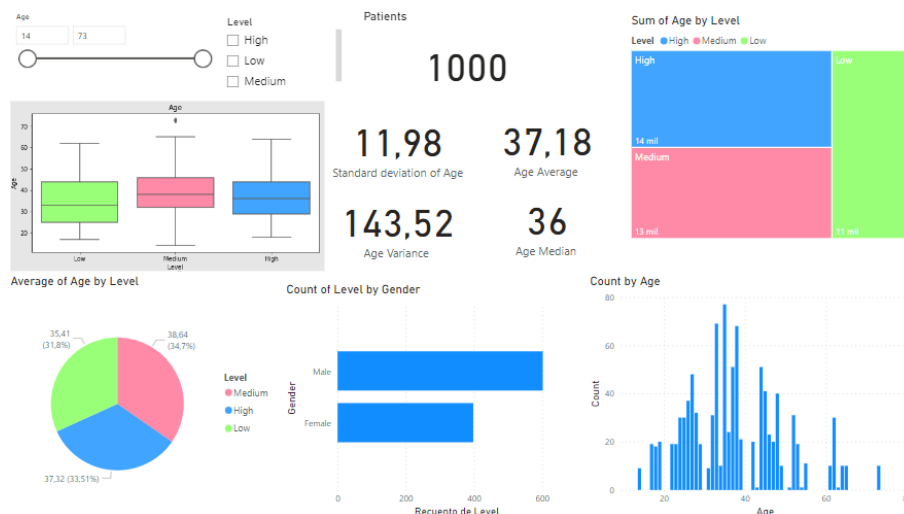 Age
14 73
Level
High
Low
Medium
Patients
1000
11,98
Standard deviation of Age
37,18
Age Average
143,52
Age Variance
36
Age Median
Sum of Age by Level
Level High Medium Low
High
14 mil
Medium
13 mil
Low
11 mil
Age
70
60
50
40
30
20
Age
Low Medium High
Level
Average of Age by Level
35,41
(31,8%)
38,64
(34,7%)
37,32 (33,51%)
Level
Medium
High
Low
Count of Level by Gender
Gender
Male
Female
0 200 400 600
Recuento de Level
Count by Age
Count
80
60
40
20
0
20 40 60 80
Age